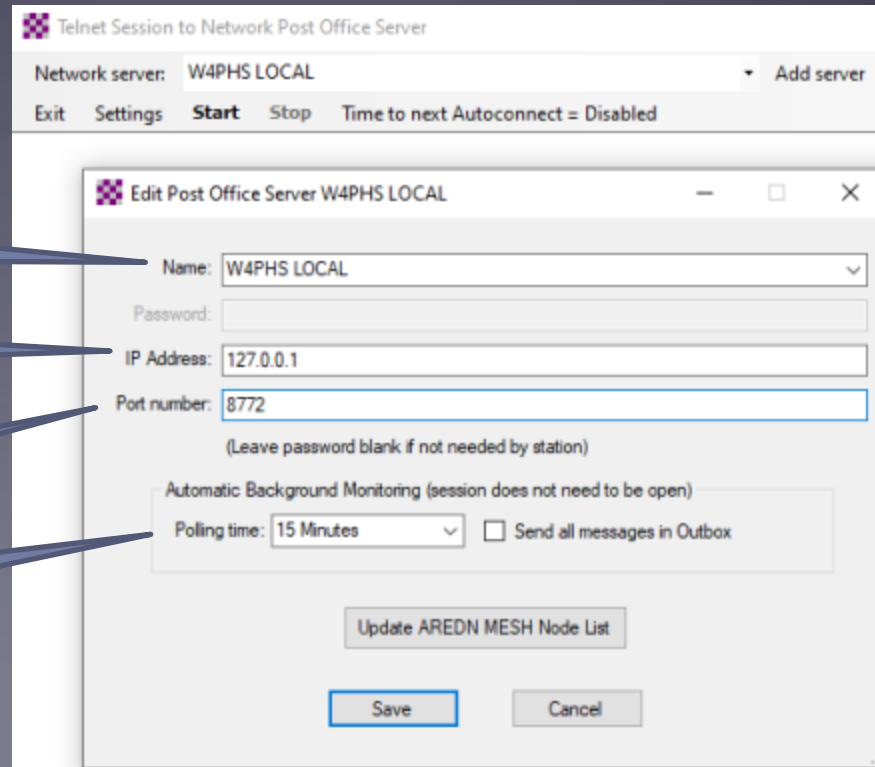 Telnet Session to Network Post Office Server
Network server: W4PHS LOCAL Add server
Exit Settings Start Stop Time to next Autoconnect = Disabled
Edit Post Office Server W4PHS LOCAL
Name: W4PHS LOCAL
Password:
IP Address: 127.0.0.1
Port number: 8772
(Leave password blank if not needed by station)
Automatic Background Monitoring (session does not need to be open)
Polling time: 15 Minutes Send all messages in Outbox
Update AREDN MESH Node List
Save Cancel